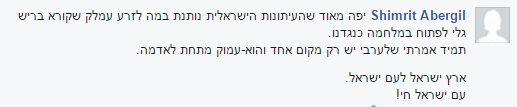 Shimrit Abergil יפה מאוד שהעיתונות הישראלית נותנת במה לזרע עמלק שקורא בריש
גלי לפתוח במלחמה כנגדנו.
תמיד אמרתי שלערבי יש רק מקום אחד והוא-עמוק מתחת לאדמה.
ארץ ישראל לעם ישראל.
עם ישראל חי!